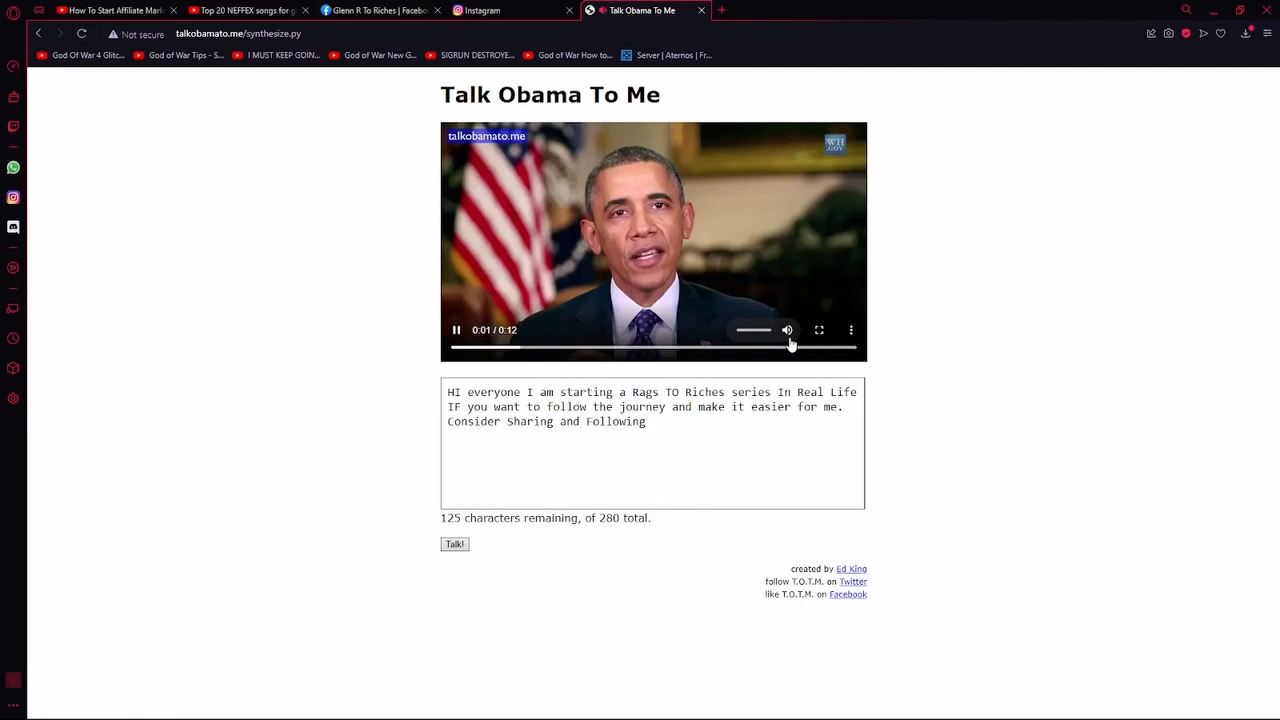 How To Start Affiliate Mark
Top 20 NEFFEX songs for g
Glenn R To Riches | Faceb
Instagram
Talk Obama To Me
Not secure
talkobamato.me/synthesize.py
God Of War 4 Glitc...
God of War Tips - S...
I MUST KEEP GOIN...
God of War New G...
SIGRUN DESTROYE...
God of War How to...
Server | Aternos | Fr...
Talk Obama To Me
talkobamato.me
WH
.GOV
0:01 / 0:12
HI everyone I am starting a Rags TO Riches series In Real Life
IF you want to follow the journey and make it easier for me.
Consider Sharing and Following
125 characters remaining, of 280 total.
Talk!
created by Ed King
follow T.O.T.M. on Twitter
like T.O.T.M. on Facebook